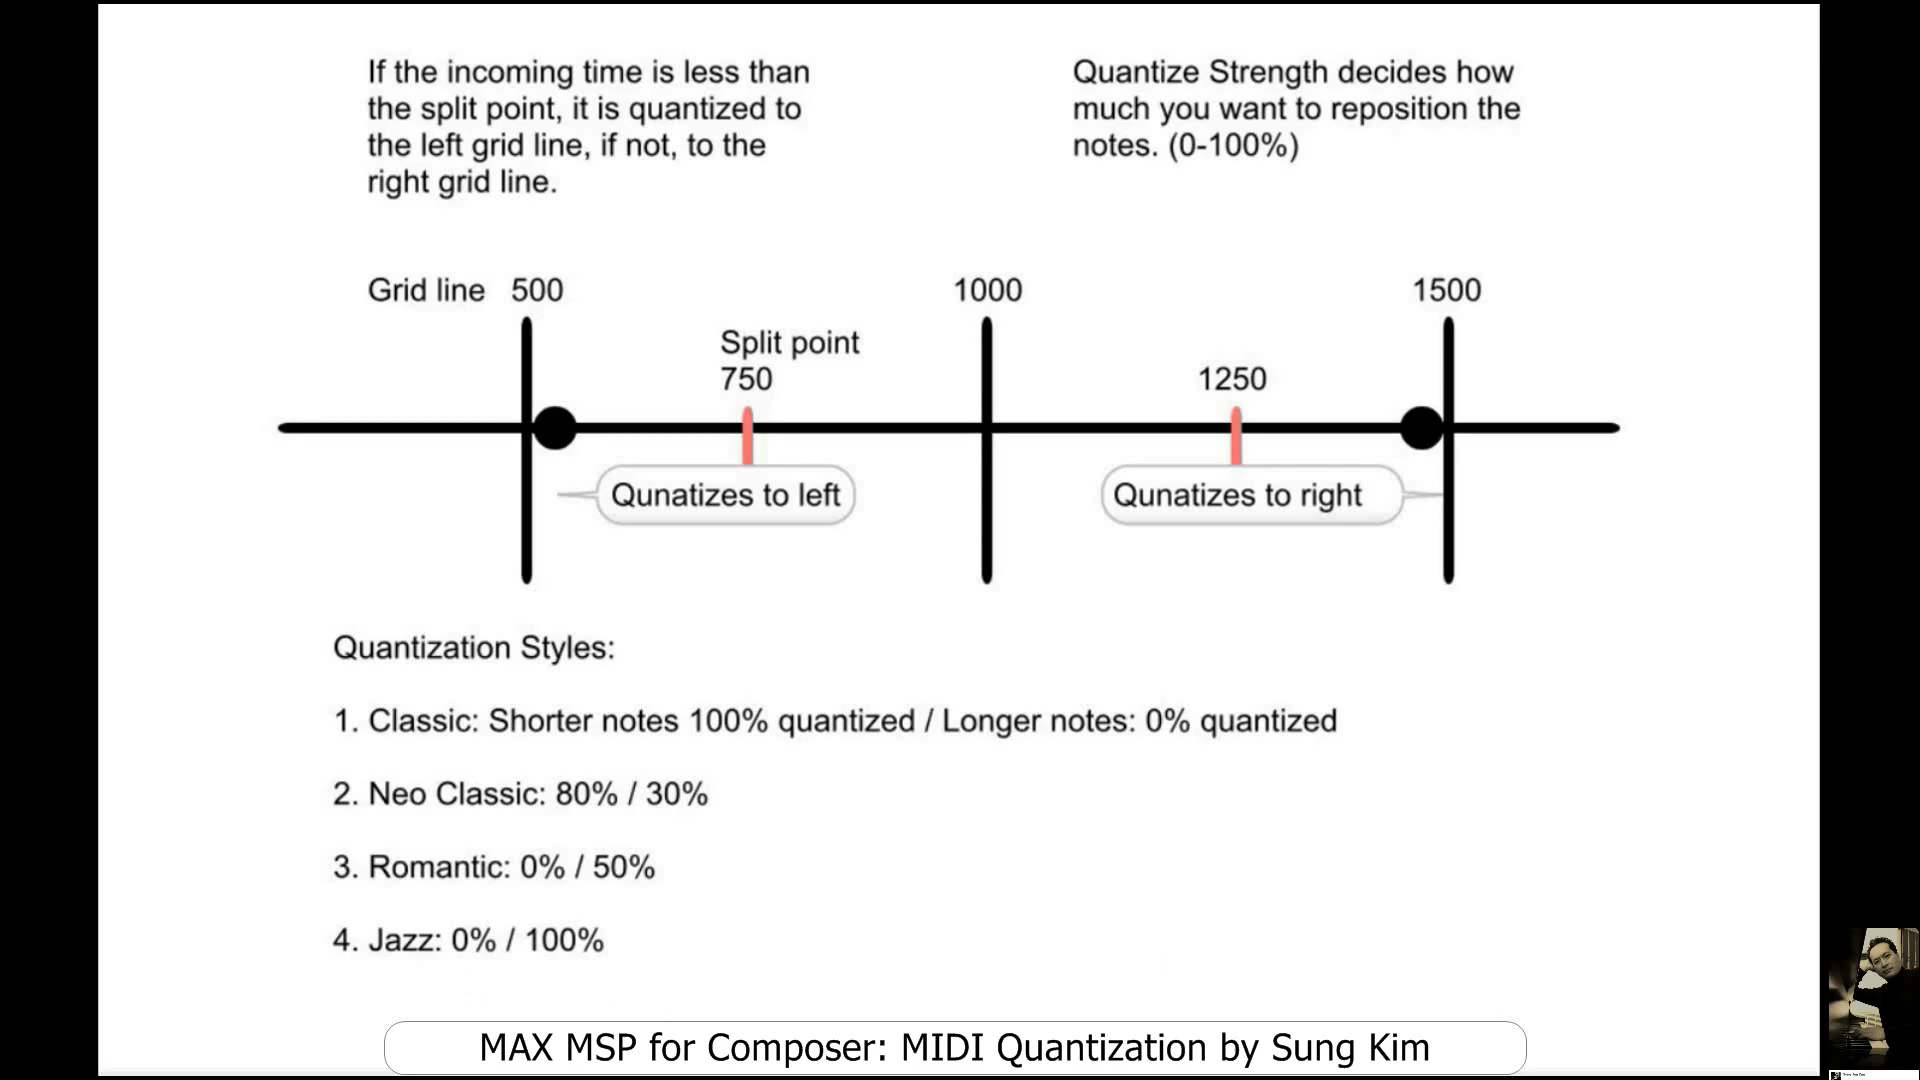 If the incoming time is less than
the split point, it is quantized to
the left grid line, if not, to the
right grid line.
Quantize Strength decides how
much you want to reposition the
notes. (0-100%)
Grid line 500 1000 1500
Split point
750 1250
Qunatizes to left Qunatizes to right
Quantization Styles:
1. Classic: Shorter notes 100% quantized / Longer notes: 0% quantized
2. Neo Classic: 80% / 30%
3. Romantic: 0% / 50%
4. Jazz: 0% / 100%
MAX MSP for Composer: MIDI Quantization by Sung Kim